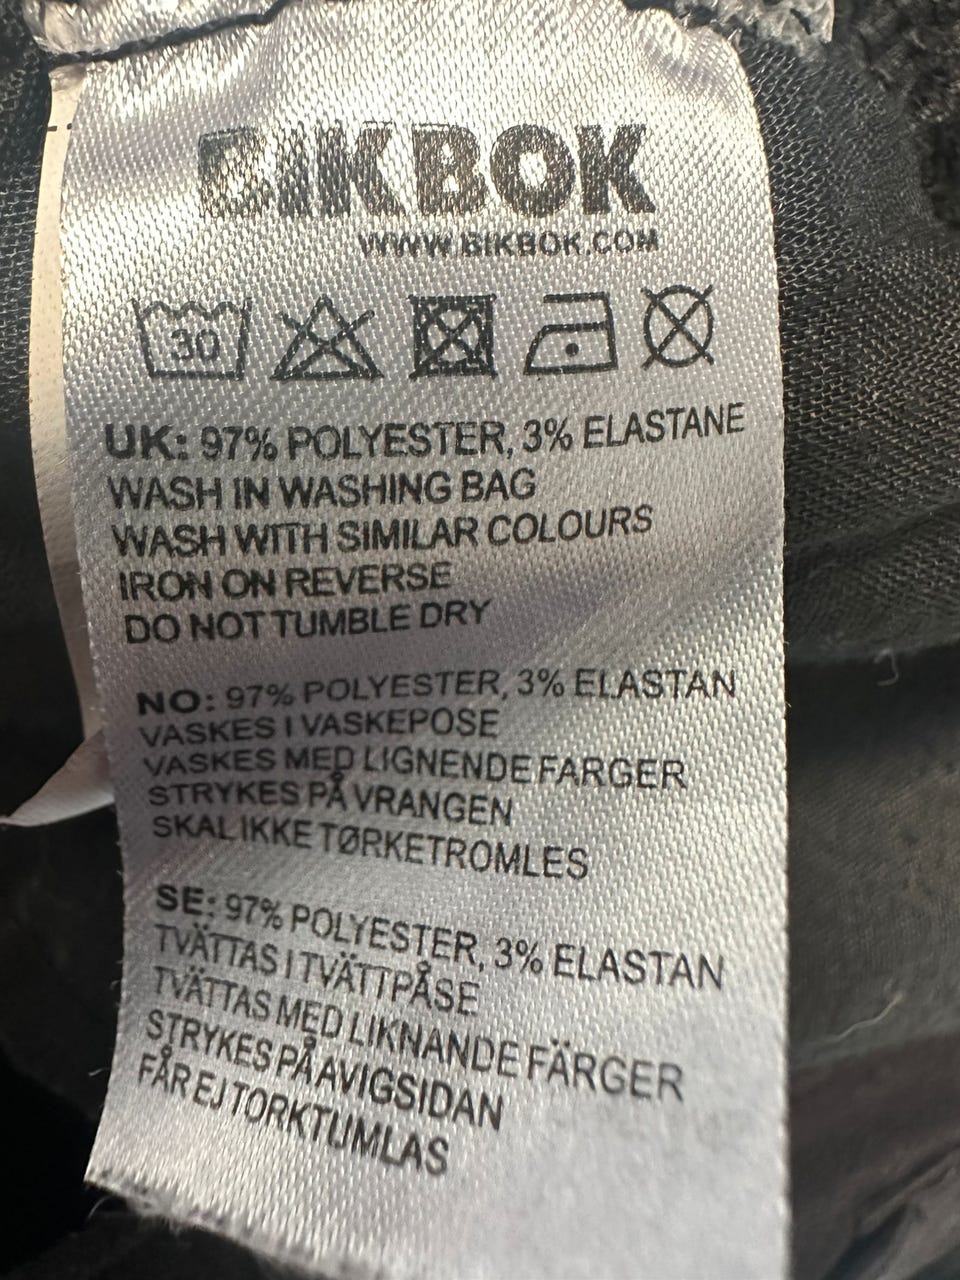 BIKBOK
WWW.BIKBOK.COM
30
UK: 97% POLYESTER, 3% ELASTANE
WASH IN WASHING BAG
WASH WITH SIMILAR COLOURS
IRON ON REVERSE
DO NOT TUMBLE DRY
NO: 97% POLYESTER, 3% ELASTAN
VASKES I VASKEPOSE
VASKES MED LIGNENDE FARGER
STRYKES PÅ VRANGEN
SKAL IKKE TØRKETROMLES
SE: 97% POLYESTER, 3% ELASTAN
TVÄTTAS I TVÄTTPÅSE
TVÄTTAS MED LIKNANDE FÄRGER
STRYKES PÅ AVIGSIDAN
FÅR EJ TORKTUMLAS